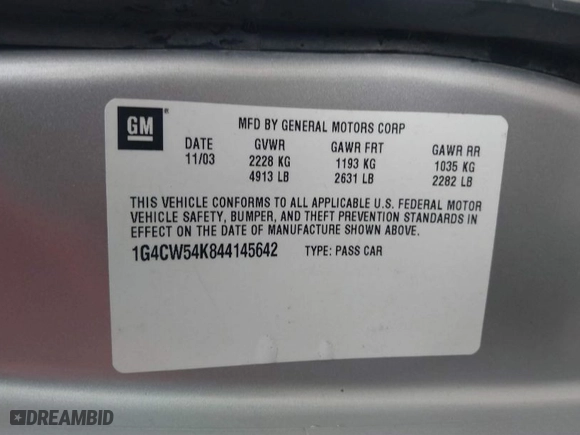 GM
MFD BY GENERAL MOTORS CORP
DATE GVWR GAWR FRT GAWR RR
11/03 2228 KG 1193 KG 1035 KG
4913 LB 2631 LB 2282 LB
THIS VEHICLE CONFORMS TO ALL APPLICABLE U.S. FEDERAL MOTOR
VEHICLE SAFETY, BUMPER, AND THEFT PREVENTION STANDARDS IN
EFFECT ON THE DATE OF MANUFACTURE SHOWN ABOVE.
1G4CW54K844145642 TYPE: PASS CAR
DREAMBID